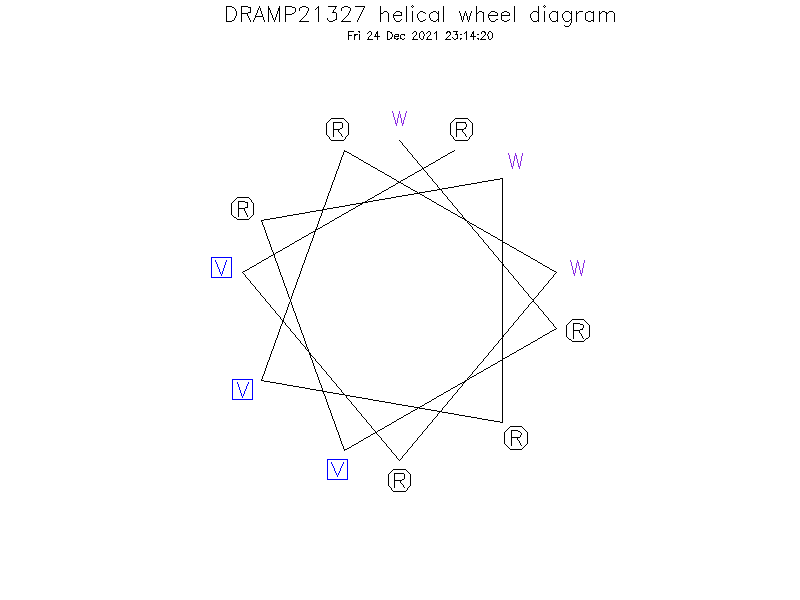 DRAMP21327 helical wheel diagram
Fri 24 Dec 2021 23:14:20
R W R
W
R
V W
R
V
R
V R